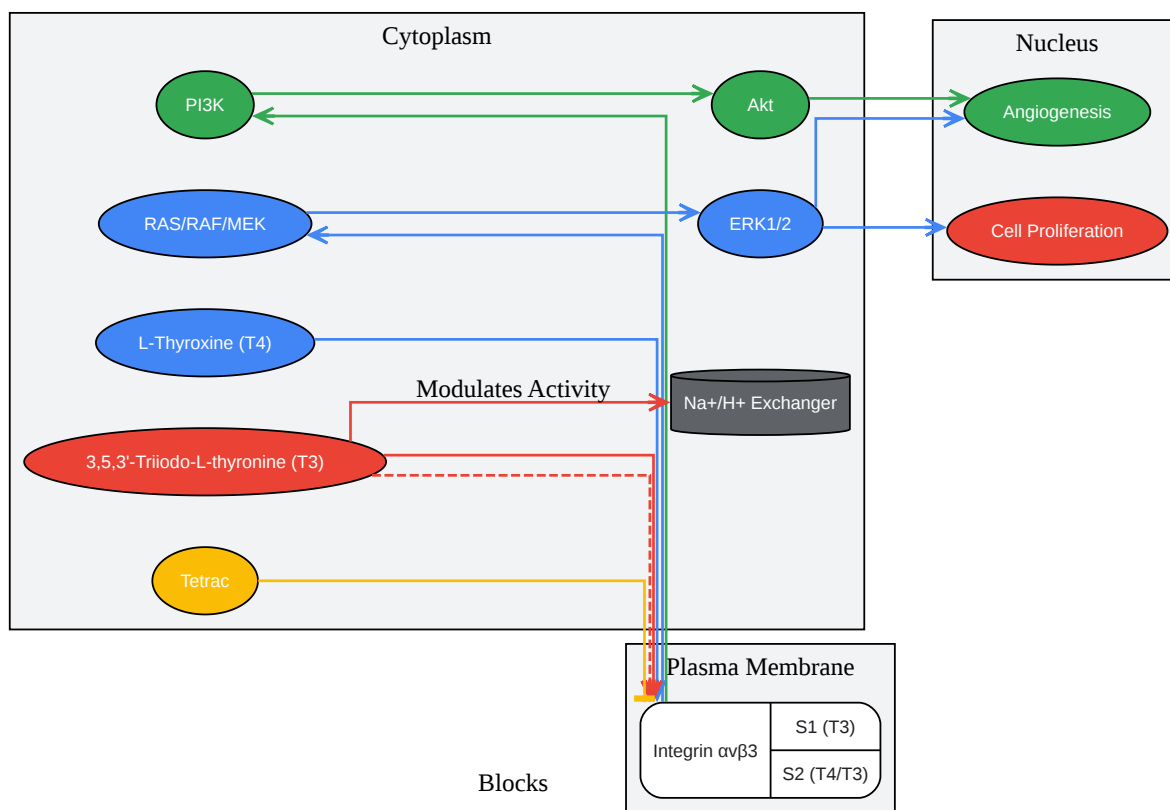 Cytoplasm
Nucleus
PI3K
Akt
Angiogenesis
RAS/RAF/MEK
ERK1/2
Cell Proliferation
L-Thyroxine (T4)
Modulates Activity
Na+/H+ Exchanger
3,5,3'-Triiodo-L-thyronine (T3)
Tetrac
Plasma Membrane
Integrin αvβ3
S1 (T3)
S2 (T4/T3)
Blocks